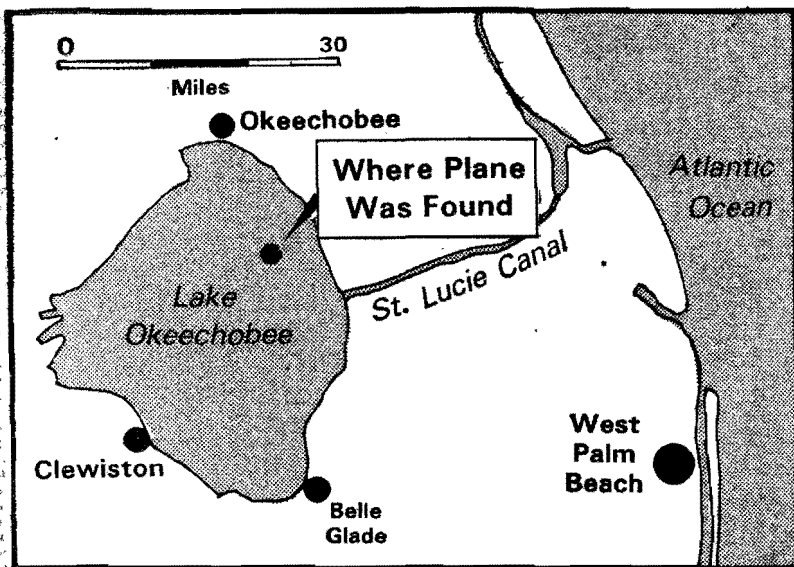 0 30
Miles
Okeechobee
Where Plane
Was Found
Atlantic
Ocean
St. Lucie Canal
Lake
Okeechobee
West
Palm
Beach
Clewiston
Belle
Glade